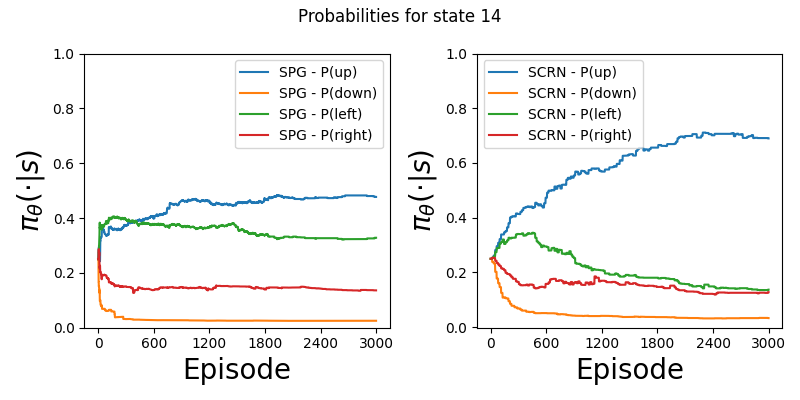 Probabilities for state 14
1.0
0.8
0.6
0.4
0.2
0.0
π_θ(·|s)
SPG - P(up)
SPG - P(down)
SPG - P(left)
SPG - P(right)
0 600 1200 1800 2400 3000
Episode
1.0
0.8
0.6
0.4
0.2
0.0
π_θ(·|s)
SCRN - P(up)
SCRN - P(down)
SCRN - P(left)
SCRN - P(right)
0 600 1200 1800 2400 3000
Episode